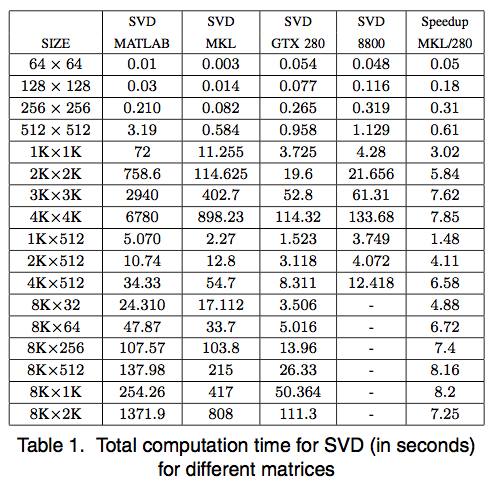 SVD SVD SVD SVD Speedup
SIZE MATLAB MKL GTX 280 8800 MKL/280
64 × 64 0.01 0.003 0.054 0.048 0.05
128 × 128 0.03 0.014 0.077 0.116 0.18
256 × 256 0.210 0.082 0.265 0.319 0.31
512 × 512 3.19 0.584 0.958 1.129 0.61
1K×1K 72 11.255 3.725 4.28 3.02
2K×2K 758.6 114.625 19.6 21.656 5.84
3K×3K 2940 402.7 52.8 61.31 7.62
4K×4K 6780 898.23 114.32 133.68 7.85
1K×512 5.070 2.27 1.523 3.749 1.48
2K×512 10.74 12.8 3.118 4.072 4.11
4K×512 34.33 54.7 8.311 12.418 6.58
8K×32 24.310 17.112 3.506 - 4.88
8K×64 47.87 33.7 5.016 - 6.72
8K×256 107.57 103.8 13.96 - 7.4
8K×512 137.98 215 26.33 - 8.16
8K×1K 254.26 417 50.364 - 8.2
8K×2K 1371.9 808 111.3 - 7.25
Table 1. Total computation time for SVD (in seconds)
for different matrices